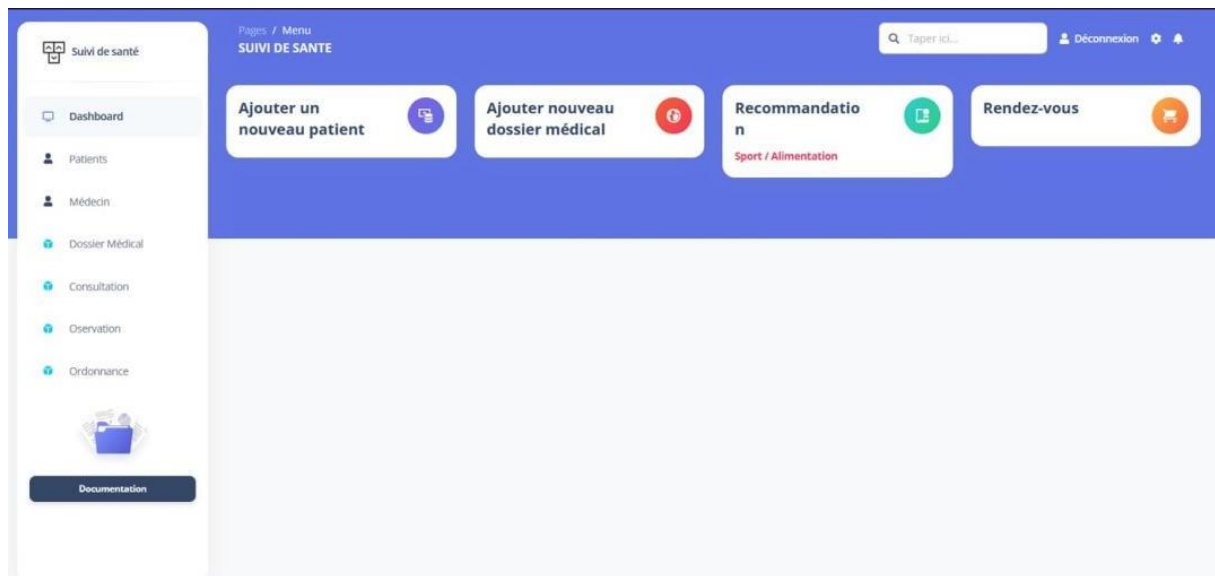 Suivi de santé
Dashboard
Patients
Médecin
Dossier Médical
Consultation
Oservation
Ordonnance
Documentation
Pages / Menu
SUIVI DE SANTE
Taper ici...
Déconnexion
Ajouter un
nouveau patient
Ajouter nouveau
dossier médical
Recommandatio
n
Sport / Alimentation
Rendez-vous